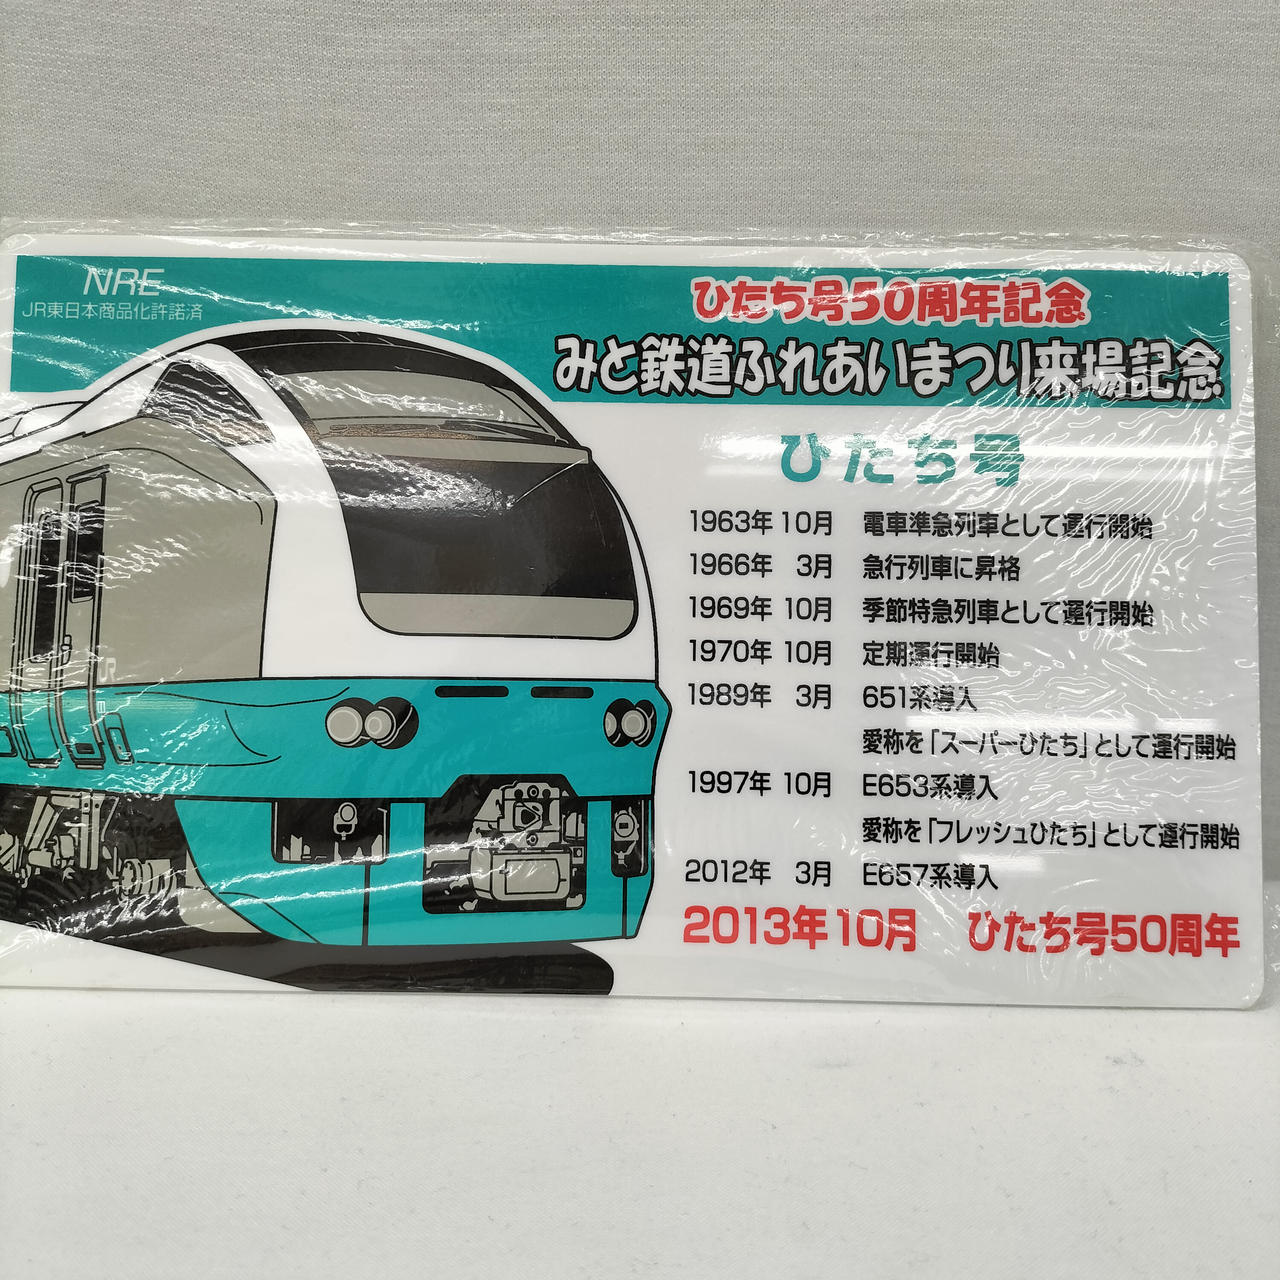 NRE
JR東日本商品化許諾済
ひたち号50周年記念
みと鉄道ふれあいまつり来場記念
ひたち号
1963年 10月 電車準急列車として運行開始
1966年 3月 急行列車に昇格
1969年 10月 季節特急列車として運行開始
1970年 10月 定期運行開始
1989年 3月 651系導入
愛称を「スーパーひたち」として運行開始
1997年 10月 E653系導入
愛称を「フレッシュひたち」として運行開始
2012年 3月 E657系導入
2013年10月 ひたち号50周年